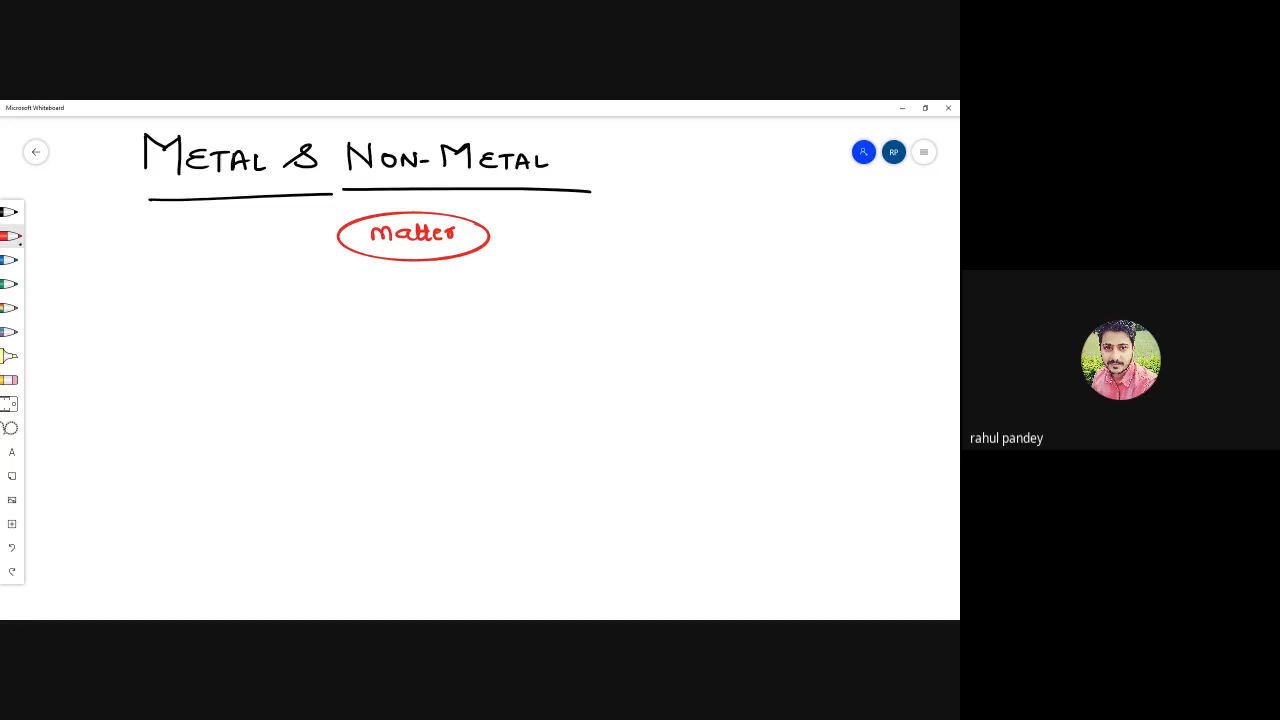 Microsoft Whiteboard
METAL & NON-METAL
RP
matter
A
rahul pandey